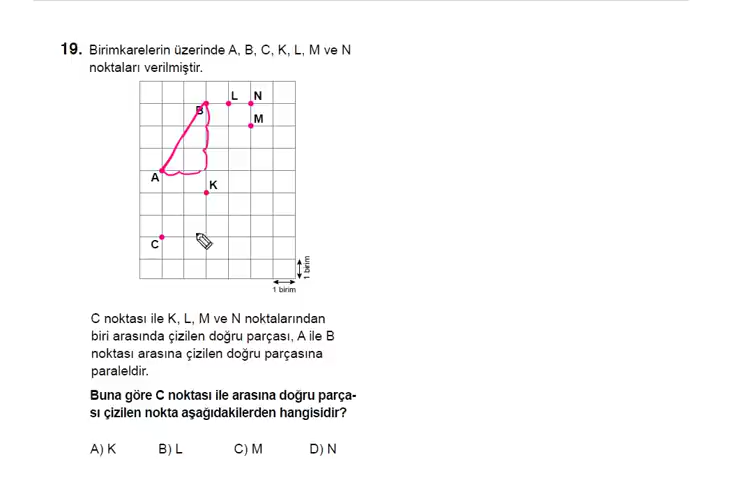 19. Birimkarelerin üzerinde A, B, C, K, L, M ve N
noktaları verilmiştir.
L N
B
M
A
K
C
1 birim
1 birim
C noktası ile K, L, M ve N noktalarından
biri arasında çizilen doğru parçası, A ile B
noktası arasına çizilen doğru parçasına
paraleldir.
Buna göre C noktası ile arasına doğru parça-
sı çizilen nokta aşağıdakilerden hangisidir?
A) K B) L C) M D) N